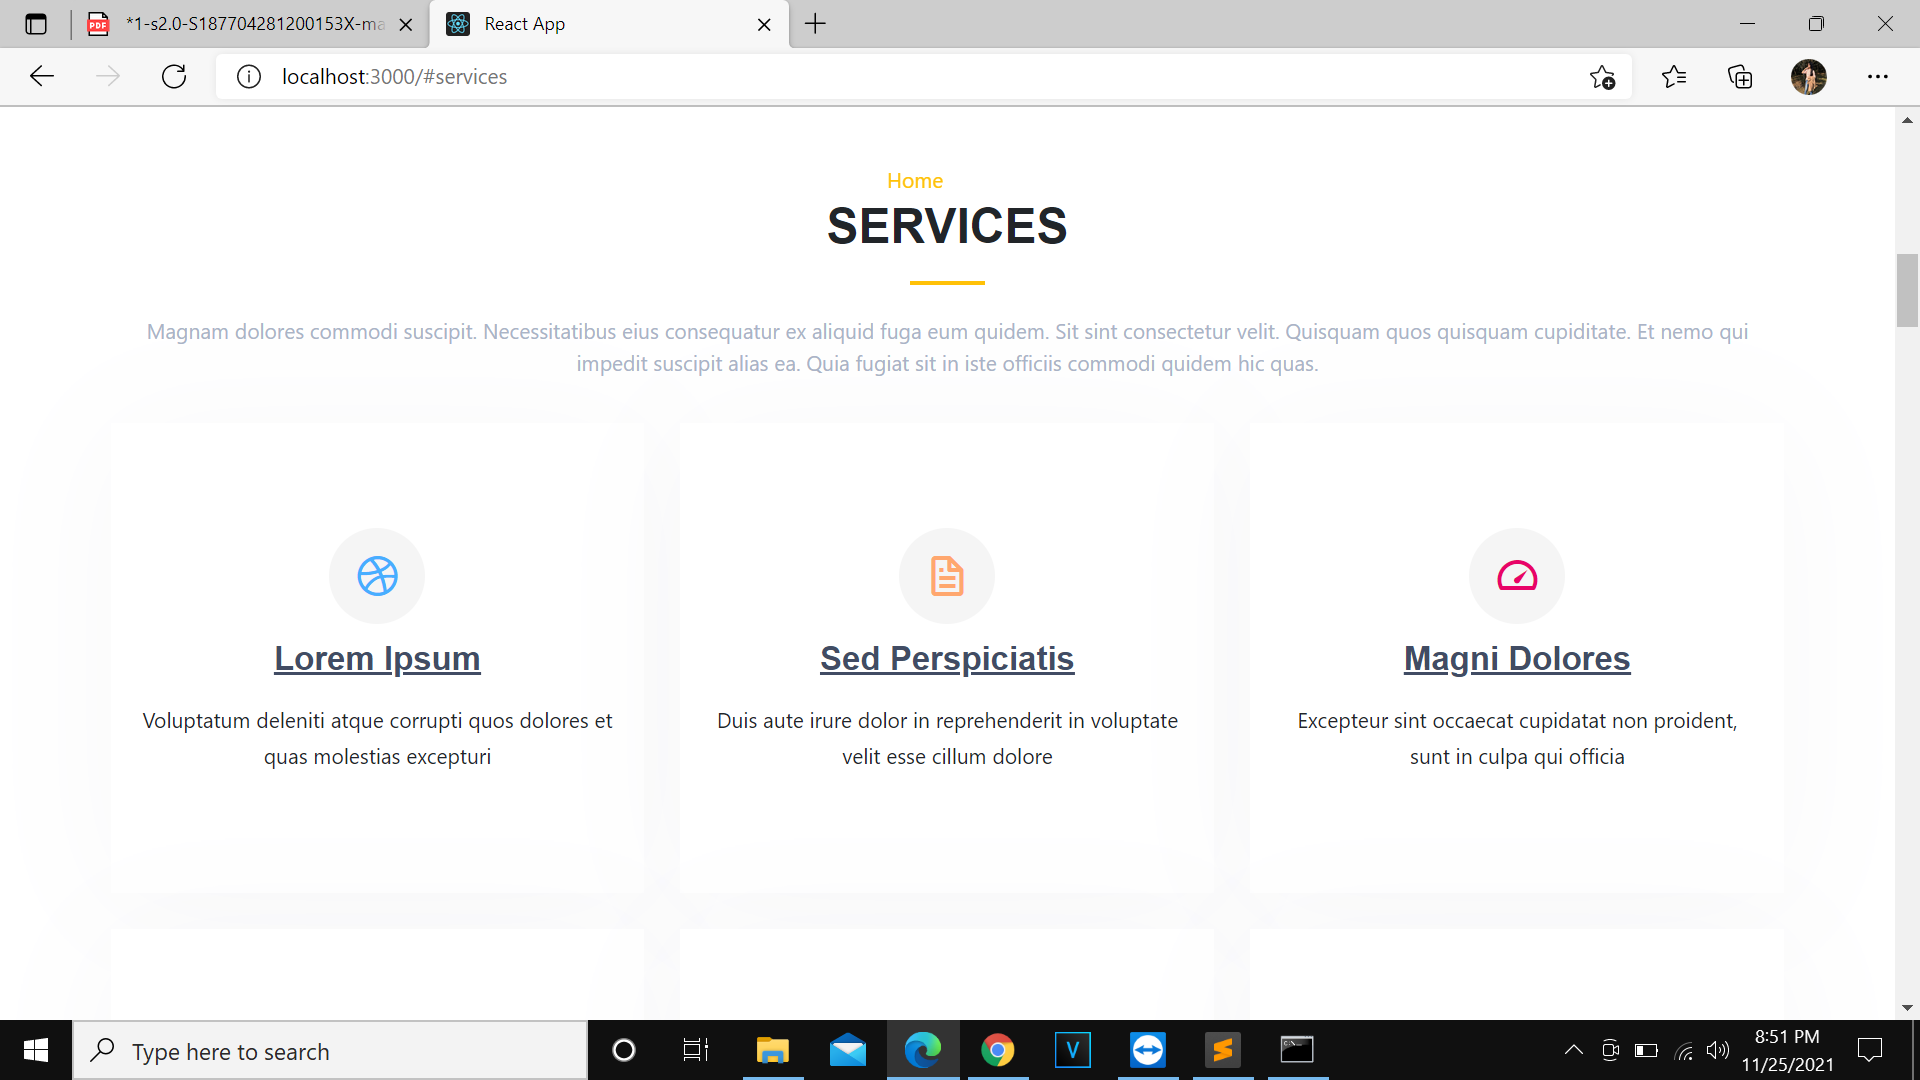 *1-s2.0-S187704281200153X-ma
React App
localhost:3000/#services
Home
SERVICES
Magnam dolores commodi suscipit. Necessitatibus eius consequatur ex aliquid fuga eum quidem. Sit sint consectetur velit. Quisquam quos quisquam cupiditate. Et nemo qui
impedit suscipit alias ea. Quia fugiat sit in iste officiis commodi quidem hic quas.
Lorem Ipsum
Voluptatum deleniti atque corrupti quos dolores et
quas molestias excepturi
Sed Perspiciatis
Duis aute irure dolor in reprehenderit in voluptate
velit esse cillum dolore
Magni Dolores
Excepteur sint occaecat cupidatat non proident,
sunt in culpa qui officia
Type here to search
8:51 PM
11/25/2021